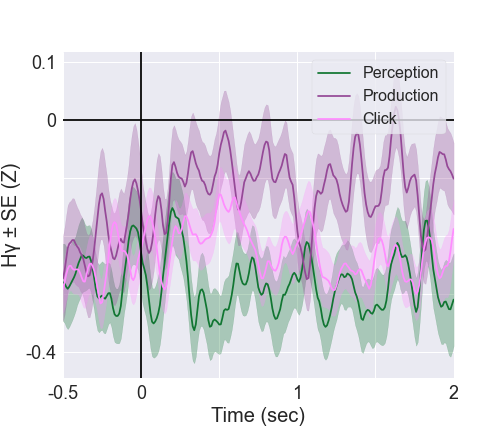 0.1
0
-0.4
Hγ ± SE (Z)
Perception
Production
Click
-0.5
0
1
2
Time (sec)